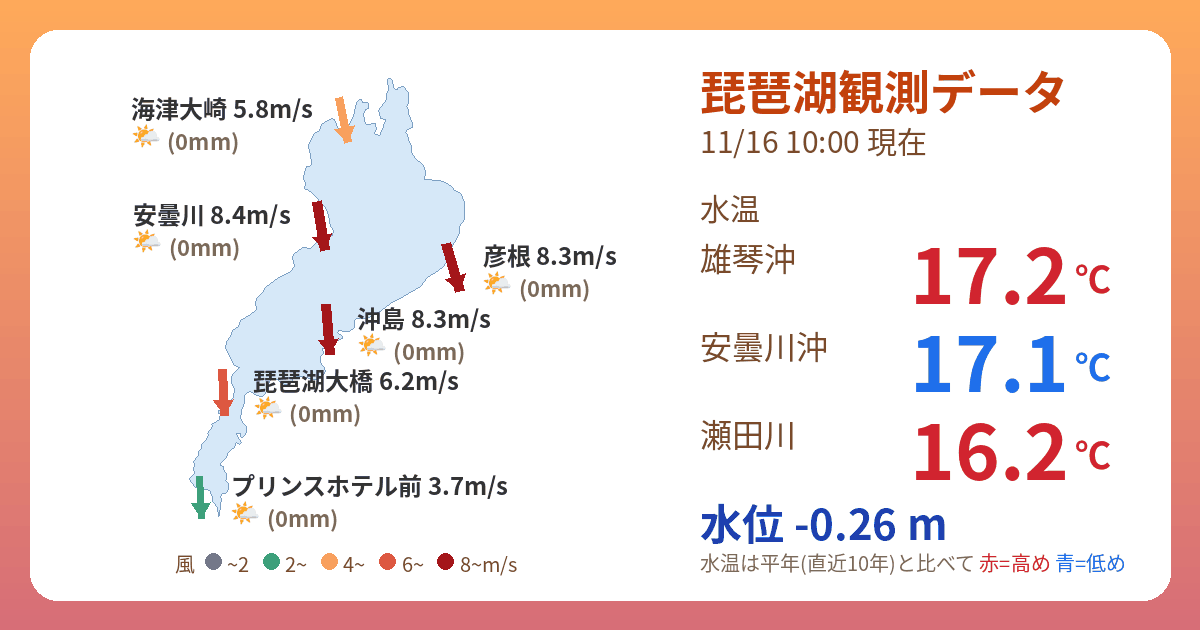 海津大崎 5.8m/s
(0mm)
安曇川 8.4m/s
(0mm)
彦根 8.3m/s
(0mm)
沖島 8.3m/s
(0mm)
琵琶湖大橋 6.2m/s
(0mm)
プリンスホテル前 3.7m/s
(0mm)
風 ~2 2~ 4~ 6~ 8~m/s
琵琶湖観測データ
11/16 10:00 現在
水温
雄琴沖 17.2 ℃
安曇川沖 17.1 ℃
瀬田川 16.2 ℃
水位 -0.26 m
水温は平年(直近10年)と比べて 赤=高め 青=低め